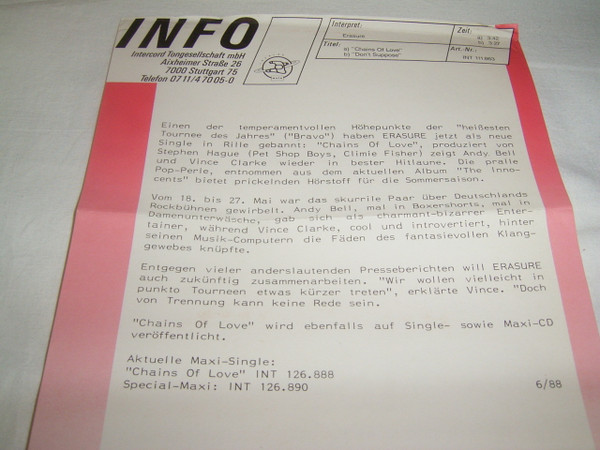 INFO
Intercord Tongesellschaft mbH
Aixheimer Straße 26
7000 Stuttgart 75
Telefon 0711/4 70 05-0
Interpret:
Erasure
Titel:
a) "Chains Of Love"
b) "Don't Suppose"
Zeit:
a) 3:40
b)
Art.-Nr.:
INT 111.865
Einen der temperamentvollen Höhepunkte der "heißesten
Tournee des Jahres" ("Bravo") haben ERASURE jetzt als neue
Single in Rille gebannt: "Chains Of Love", produziert von
Stephen Hague (Pet Shop Boys, Climie Fisher) zeigt Andy Bell
und Vince Clarke wieder in bester Hitlaune. Die pralle
Pop-Perle, entnommen aus dem aktuellen Album "The Inno-
cents" bietet prickelnden Hörstoff für die Sommersaison.
Vom 18. bis 27. Mai war das skurrile Paar über Deutschlands
Rockbühnen gewirbelt. Andy Bell, mal in Boxershorts, mal in
Damenunterwäsche, gab sich als charmant-bizarrer Enter-
tainer, während Vince Clarke, cool und introvertiert, hinter
seinen Musik-Computern die Fäden des fantasievollen Klang-
gewebes knüpfte.
Entgegen vieler anderslautenden Presseberichten will ERASURE
auch zukünftig zusammenarbeiten. "Wir wollen vielleicht in
punkto Tourneen etwas kürzer treten", erklärte Vince. "Doch
von Trennung kann keine Rede sein.
"Chains Of Love" wird ebenfalls auf Single- sowie Maxi-CD
veröffentlicht.
Aktuelle Maxi-Single:
"Chains Of Love" INT 126.888
Special-Maxi: INT 126.890
6/88